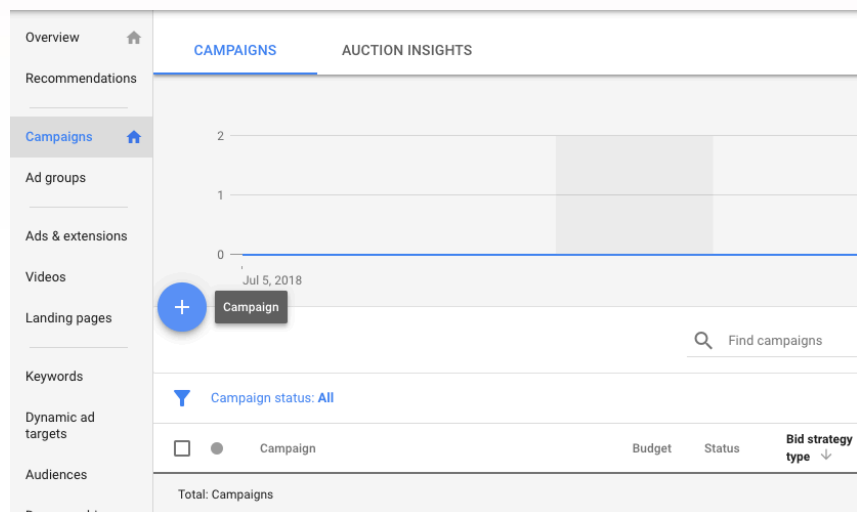 Overview
Recommendations
Campaigns
Ad groups
Ads & extensions
Videos
Landing pages
Keywords
Dynamic ad
targets
Audiences
CAMPAIGNS
AUCTION INSIGHTS
2
1
0
Jul 5, 2018
Campaign
Find campaigns
Campaign status: All
Campaign
Budget
Status
Bid strategy
type
Total: Campaigns